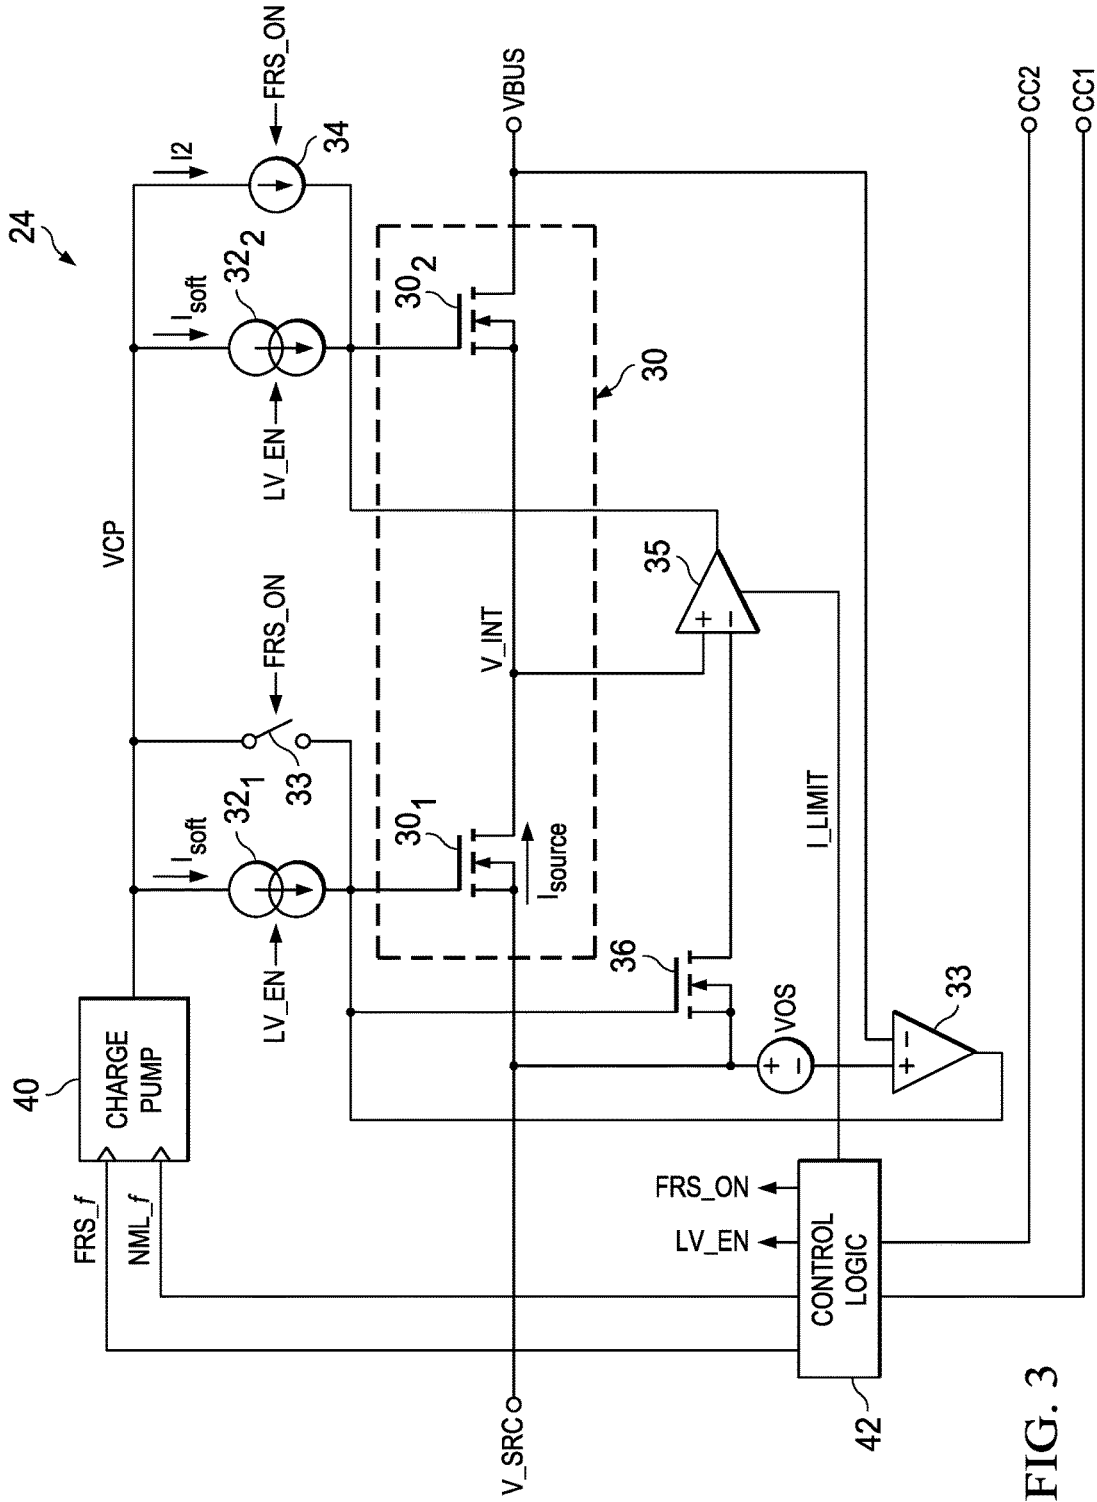 24
40
CHARGE
PUMP
FRS_f
NML_f
VCP
Isoft
32₁
LV_EN
33
FRS_ON
Isoft
32₂
LV_EN
I2
34
FRS_ON
30₁
30₂
30
Isource
V_INT
V_SRC
VBUS
36
35
+
−
VOS
+
−
33
+
−
I_LIMIT
FRS_ON
LV_EN
CONTROL
LOGIC
42
CC2
CC1
FIG. 3